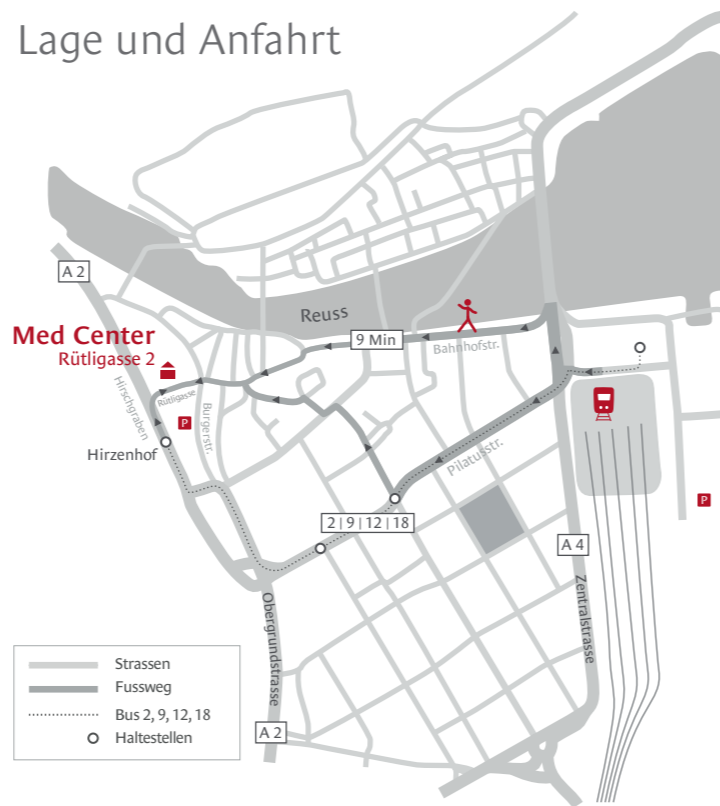 Lage und Anfahrt
A 2
Reuss
Med Center
Rütligasse 2
9 Min
Bahnhofstr.
Hirschgraben
Rütligasse
P
Burgerstr.
Hirzenhof
Pilatusstr.
P
2 | 9 | 12 | 18
A 4
Zentralstrasse
Obergrundstrasse
A 2
Strassen
Fussweg
Bus 2, 9, 12, 18
Haltestellen